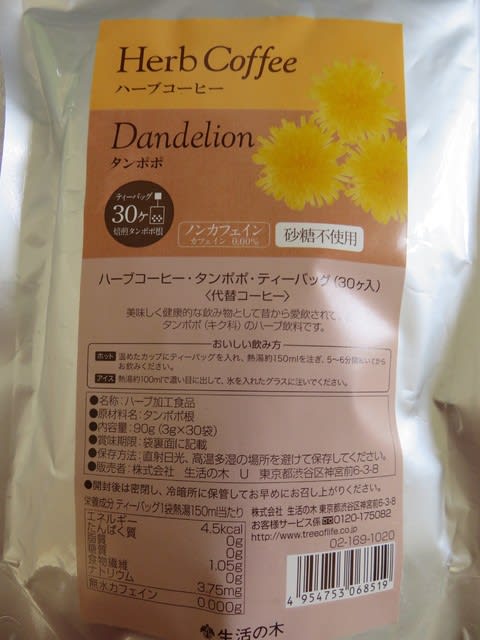 Herb Coffee
ハーブコーヒー
Dandelion
タンポポ
ティーバッグ
30ヶ
焙煎タンポポ根
ノンカフェイン
カフェイン 0.00%
砂糖不使用
ハーブコーヒー・タンポポ・ティーバッグ(30ヶ入)
〈代替コーヒー〉
美味しく健康的な飲み物として昔から愛飲されて
タンポポ(キク科)のハーブ飲料です。
おいしい飲み方
ホット 温めたカップにティーバッグを入れ、熱湯約150mlを注ぎ、5〜6分間おいてから
お飲みください。
アイス 熱湯約100mlで濃い目に出して、氷を入れたグラスに注いでください。
●名称:ハーブ加工食品
●原材料名:タンポポ根
●内容量:90g(3g×30袋)
●賞味期限:袋裏面に記載
●保存方法:直射日光、高温多湿の場所を避けて保存してください。
●販売者:株式会社 生活の木 U 東京都渋谷区神宮前6-3-8
●開封後は密閉し、冷暗所に保管してお早めにお召し上がりください。
栄養成分 ティーバッグ1袋熱湯150ml当たり
エネルギー 4.5kcal
たんぱく質 0g
脂質 0g
糖質 1.05g
食物繊維 0g
ナトリウム 3.75mg
無水カフェイン 0.000g
株式会社 生活の木 東京都渋谷区神宮前6-3-8
お客様サービス係 0120-175082
http://www.treeoflife.co.jp
02-169-1020
4 954753 068519
生活の木